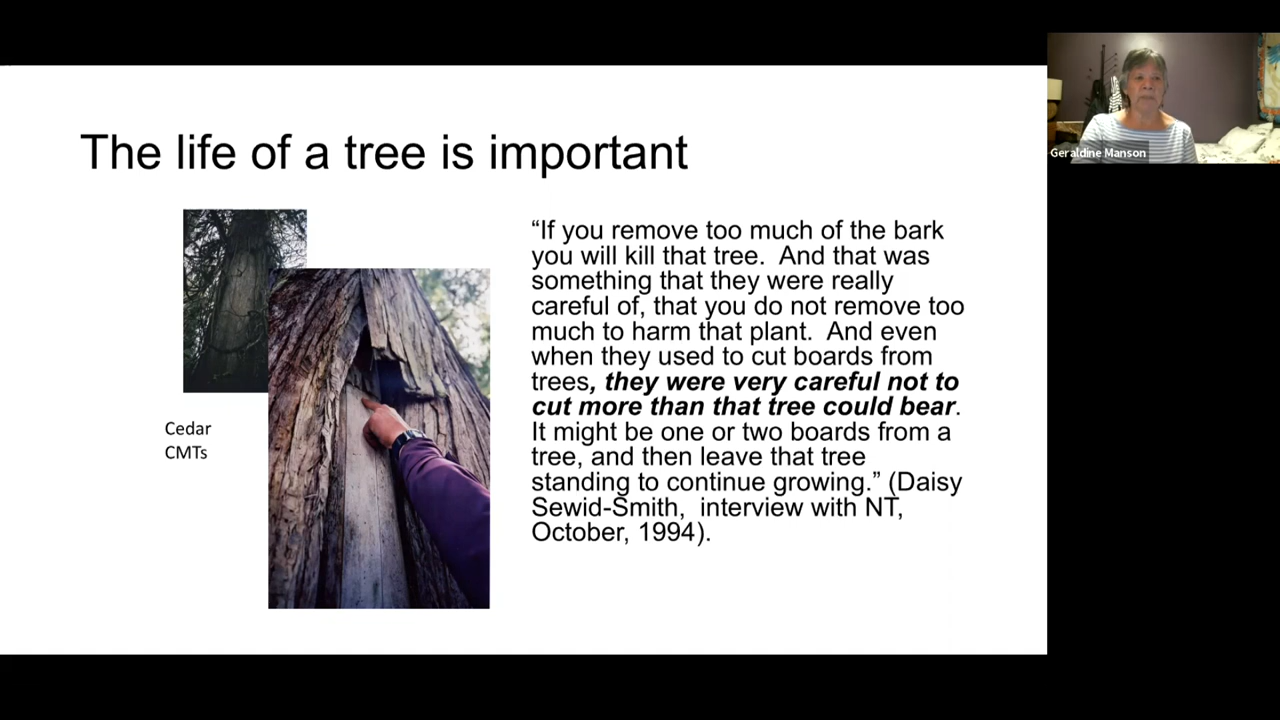 The life of a tree is important
Geraldine Manson
“If you remove too much of the bark
you will kill that tree.  And that was
something that they were really
careful of, that you do not remove too
much to harm that plant.  And even
when they used to cut boards from
trees, they were very careful not to
cut more than that tree could bear.
It might be one or two boards from a
tree, and then leave that tree
standing to continue growing.” (Daisy
Sewid-Smith,  interview with NT,
October, 1994).
Cedar
CMTs